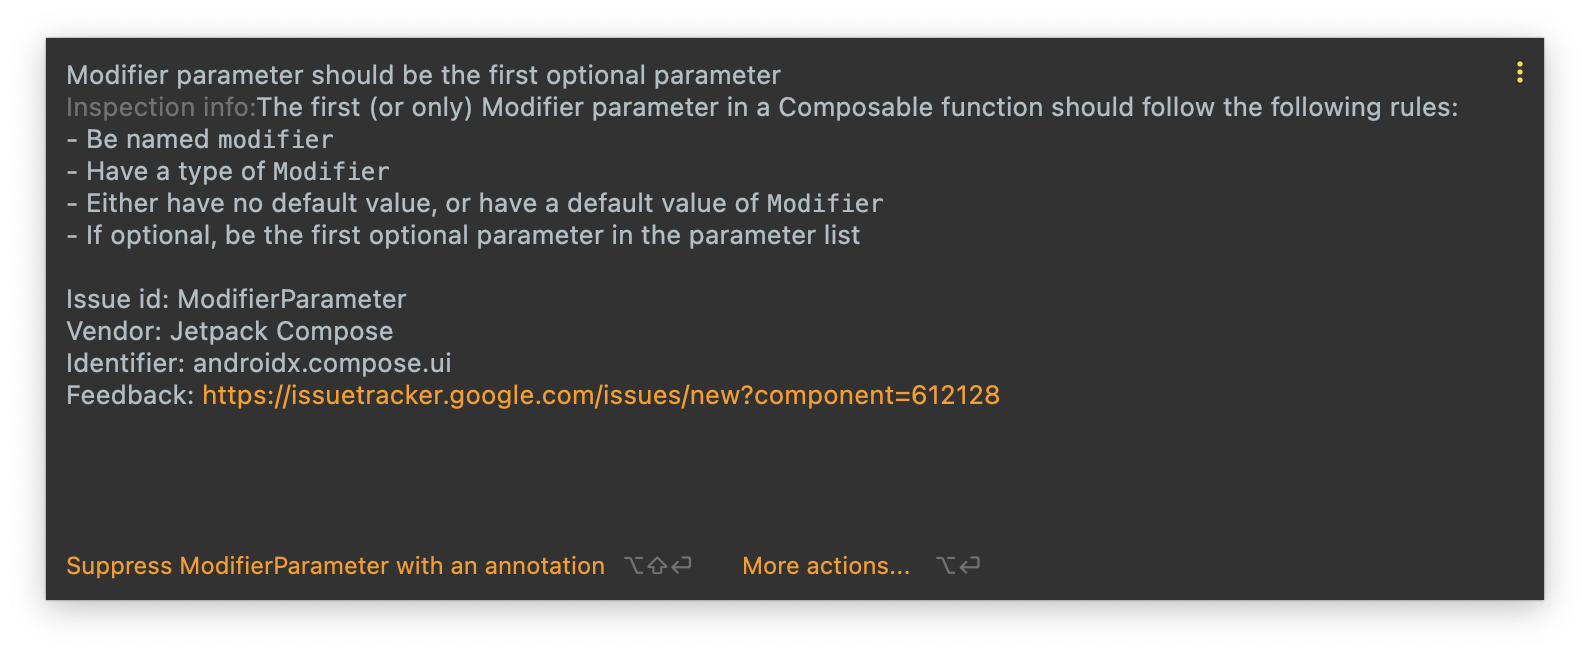 Modifier parameter should be the first optional parameter
Inspection info:The first (or only) Modifier parameter in a Composable function should follow the following rules:
- Be named modifier
- Have a type of Modifier
- Either have no default value, or have a default value of Modifier
- If optional, be the first optional parameter in the parameter list
Issue id: ModifierParameter
Vendor: Jetpack Compose
Identifier: androidx.compose.ui
Feedback: https://issuetracker.google.com/issues/new?component=612128
Suppress ModifierParameter with an annotation ⌥⇧⏎ More actions... ⌥⏎